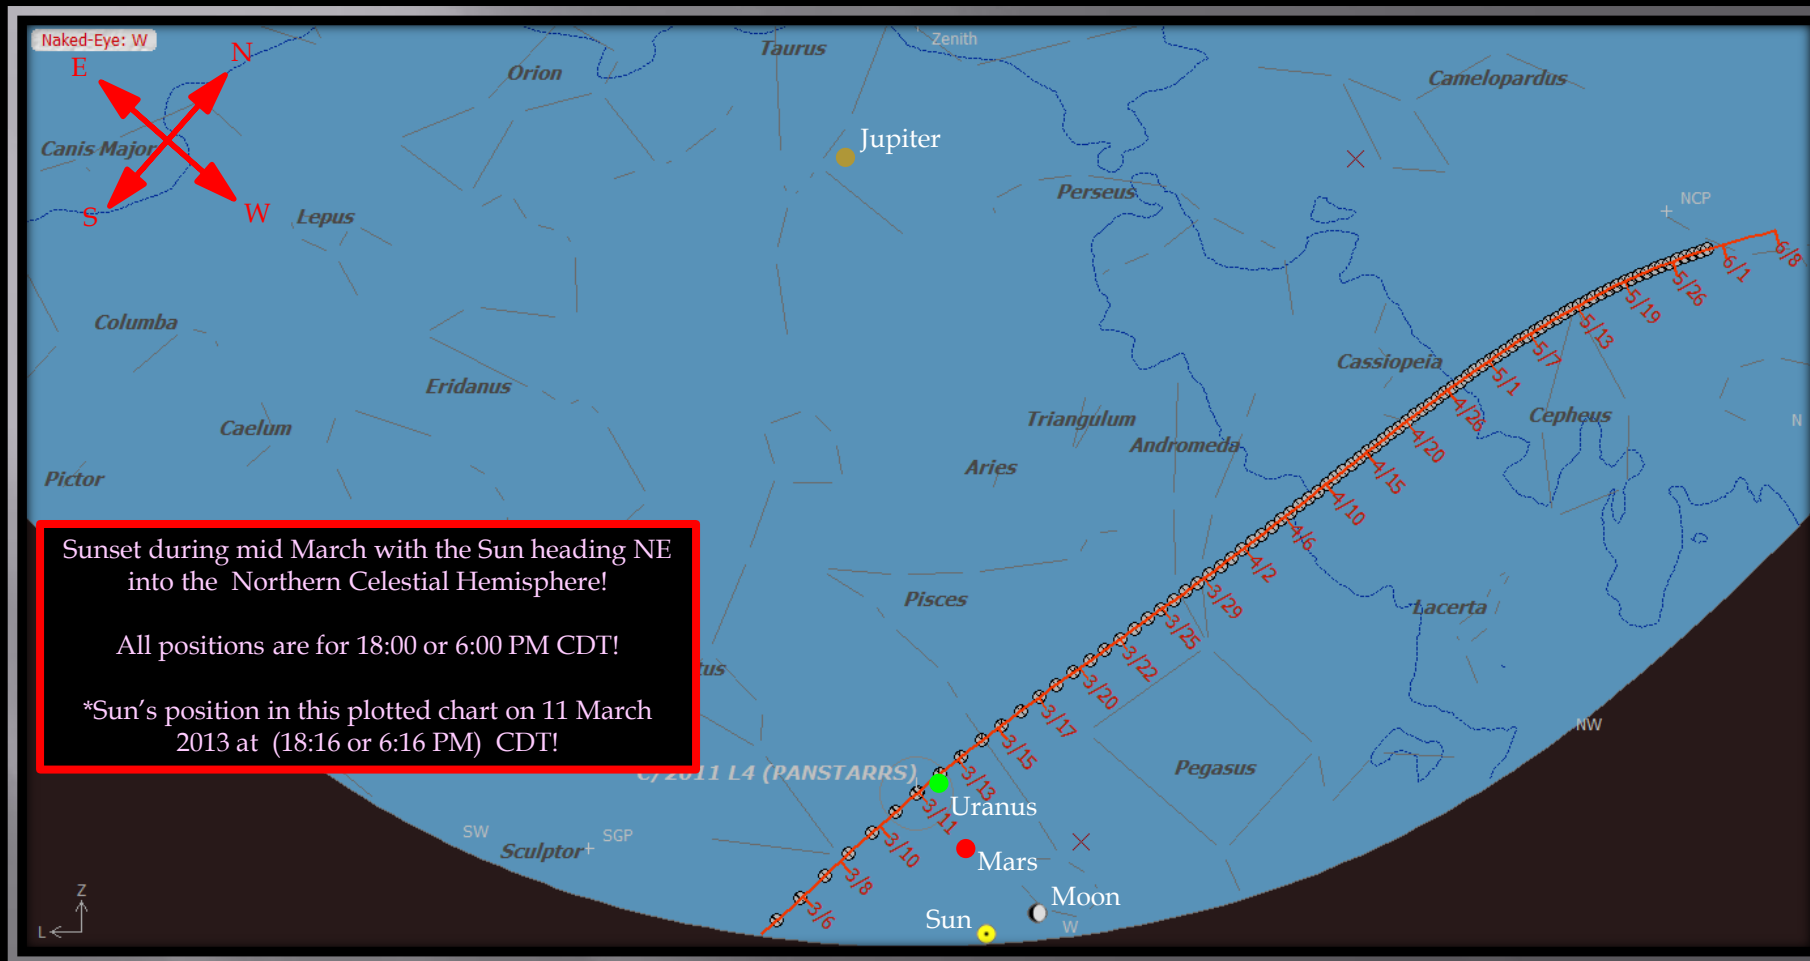 Naked-Eye: W
N
E
S
W
Zenith
Taurus
Orion
Camelopardus
Canis Major
Jupiter
Perseus
NCP
Lepus
6/8
6/1
5/26
5/19
5/13
5/7
5/1
4/26
4/20
4/15
4/10
4/6
4/2
3/29
3/25
3/22
3/20
3/17
3/15
3/13
3/11
3/10
3/8
3/6
Columba
Cassiopeia
Eridanus
Triangulum
Cepheus
N
Caelum
Andromeda
Aries
Pictor
Sunset during mid March with the Sun heading NE
into the Northern Celestial Hemisphere!
All positions are for 18:00 or 6:00 PM CDT!
*Sun's position in this plotted chart on 11 March
2013 at (18:16 or 6:16 PM) CDT!
Pisces
Lacerta
tus
NW
C/2011 L4 (PANSTARRS)
Pegasus
Uranus
SW
SGP
Sculptor
Mars
Moon
Sun
W
Z
L